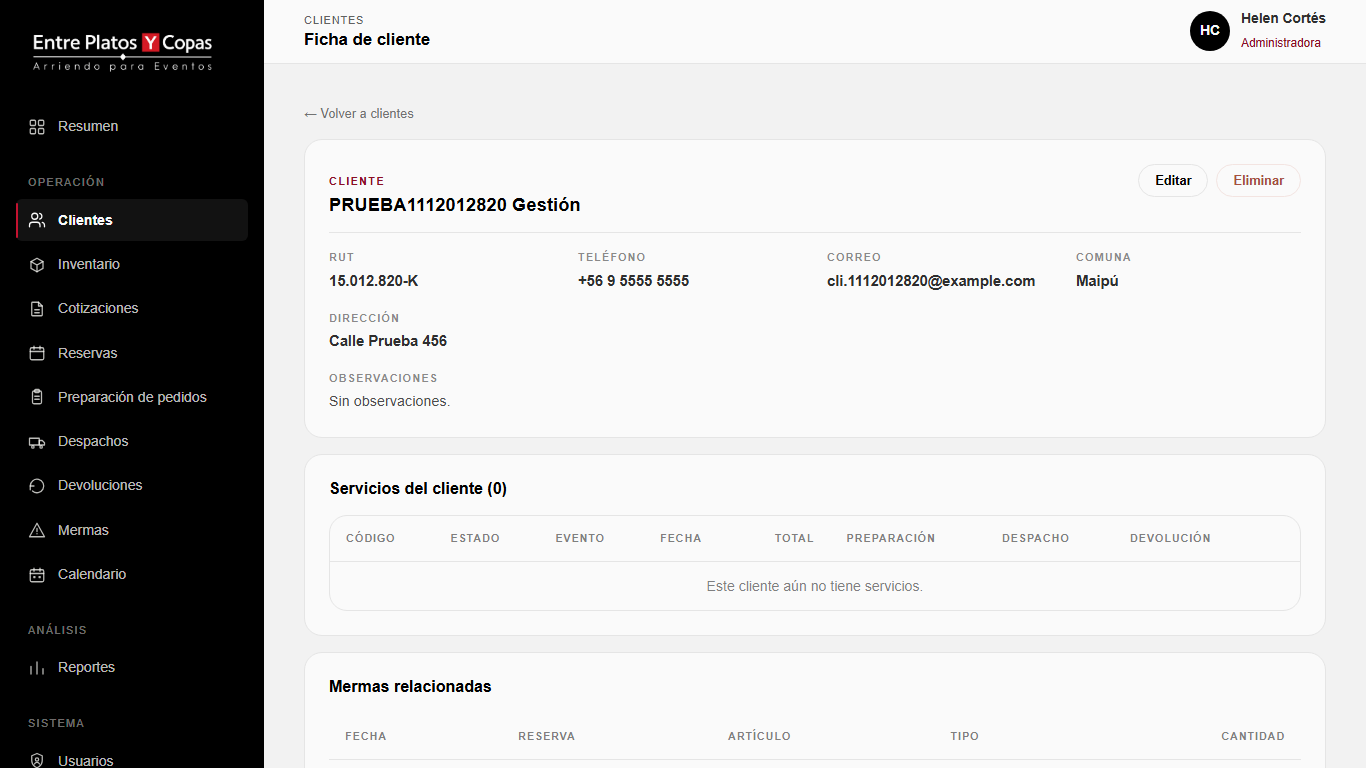 Entre Platos Y Copas
Arriendo para Eventos
Resumen
OPERACIÓN
Clientes
Inventario
Cotizaciones
Reservas
Preparación de pedidos
Despachos
Devoluciones
Mermas
Calendario
ANÁLISIS
Reportes
SISTEMA
Usuarios
CLIENTES
Ficha de cliente
HC
Helen Cortés
Administradora
← Volver a clientes
CLIENTE
PRUEBA1112012820 Gestión
Editar
Eliminar
RUT TELÉFONO CORREO COMUNA
15.012.820-K +56 9 5555 5555 cli.1112012820@example.com Maipú
DIRECCIÓN
Calle Prueba 456
OBSERVACIONES
Sin observaciones.
Servicios del cliente (0)
CÓDIGO ESTADO EVENTO FECHA TOTAL PREPARACIÓN DESPACHO DEVOLUCIÓN
Este cliente aún no tiene servicios.
Mermas relacionadas
FECHA RESERVA ARTÍCULO TIPO CANTIDAD